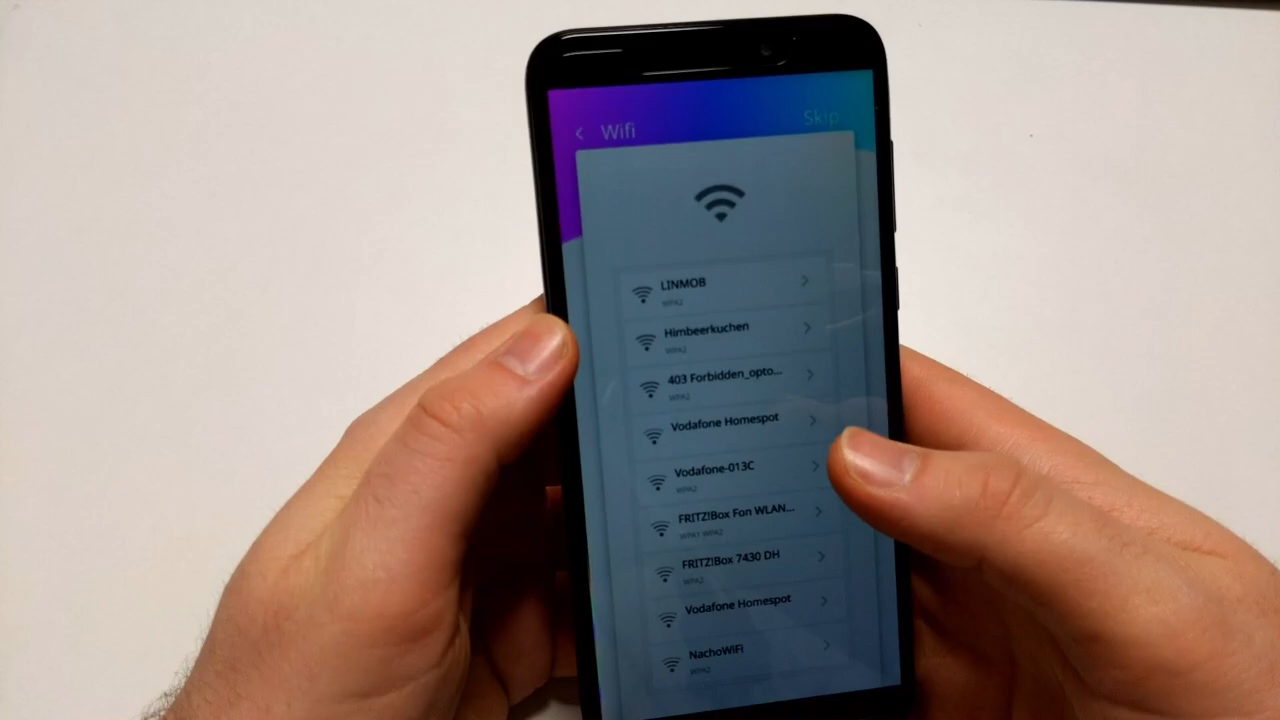 Wifi
Skip
LINMOB
WPA2
Himbeerkuchen
WPA2
403 Forbidden_opto...
WPA2
Vodafone Homespot
Vodafone-013C
WPA2
FRITZ!Box Fon WLAN...
WPA1 WPA2
FRITZ!Box 7430 DH
WPA2
Vodafone Homespot
NachoWiFi
WPA2